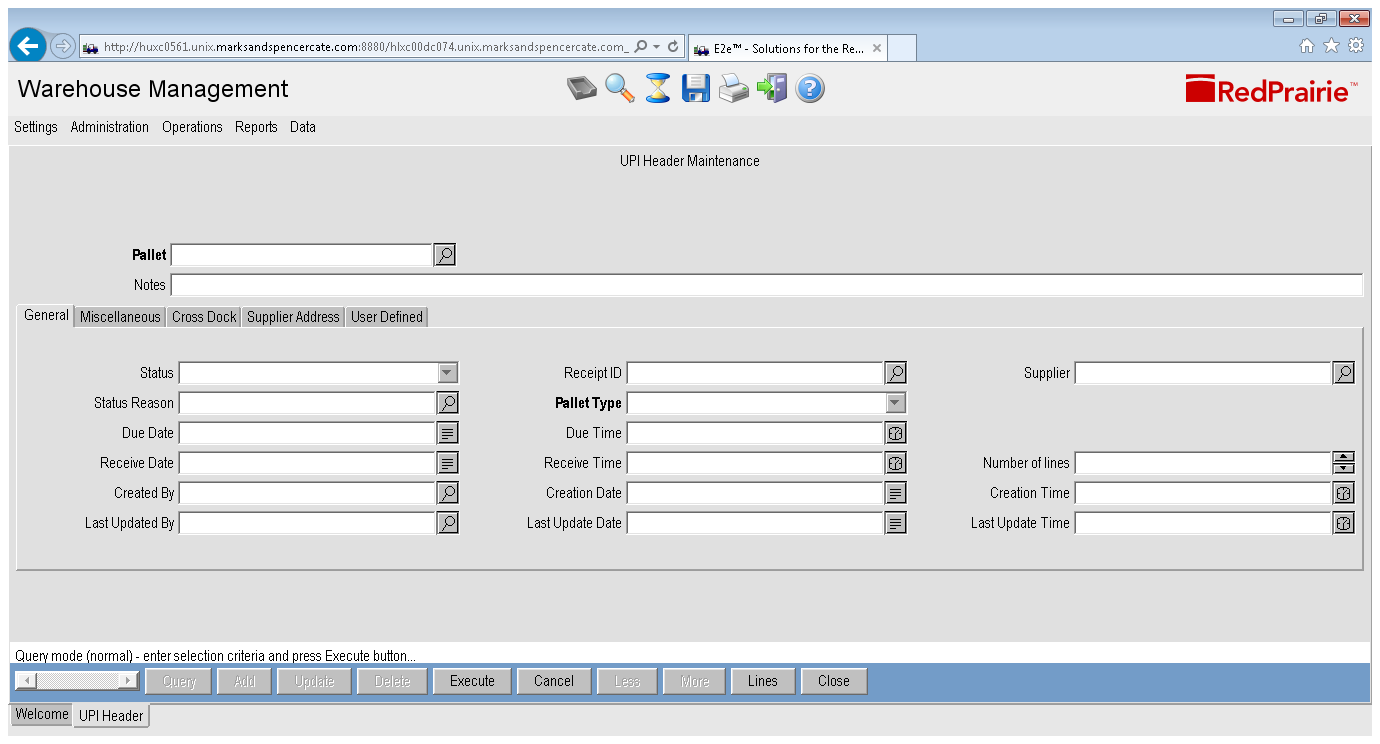 http://huxc0561.unix.marksandspencercate.com:8880/hlxc00dc074.unix.marksandspencercate.com_
E2e™ - Solutions for the Re...
Warehouse Management
RedPrairie™
Settings Administration Operations Reports Data
UPI Header Maintenance
Pallet
Notes
General Miscellaneous Cross Dock Supplier Address User Defined
Status Receipt ID Supplier
Status Reason Pallet Type
Due Date Due Time
Receive Date Receive Time Number of lines
Created By Creation Date Creation Time
Last Updated By Last Update Date Last Update Time
Query mode (normal) - enter selection criteria and press Execute button...
Query Add Update Delete Execute Cancel Less More Lines Close
Welcome UPI Header